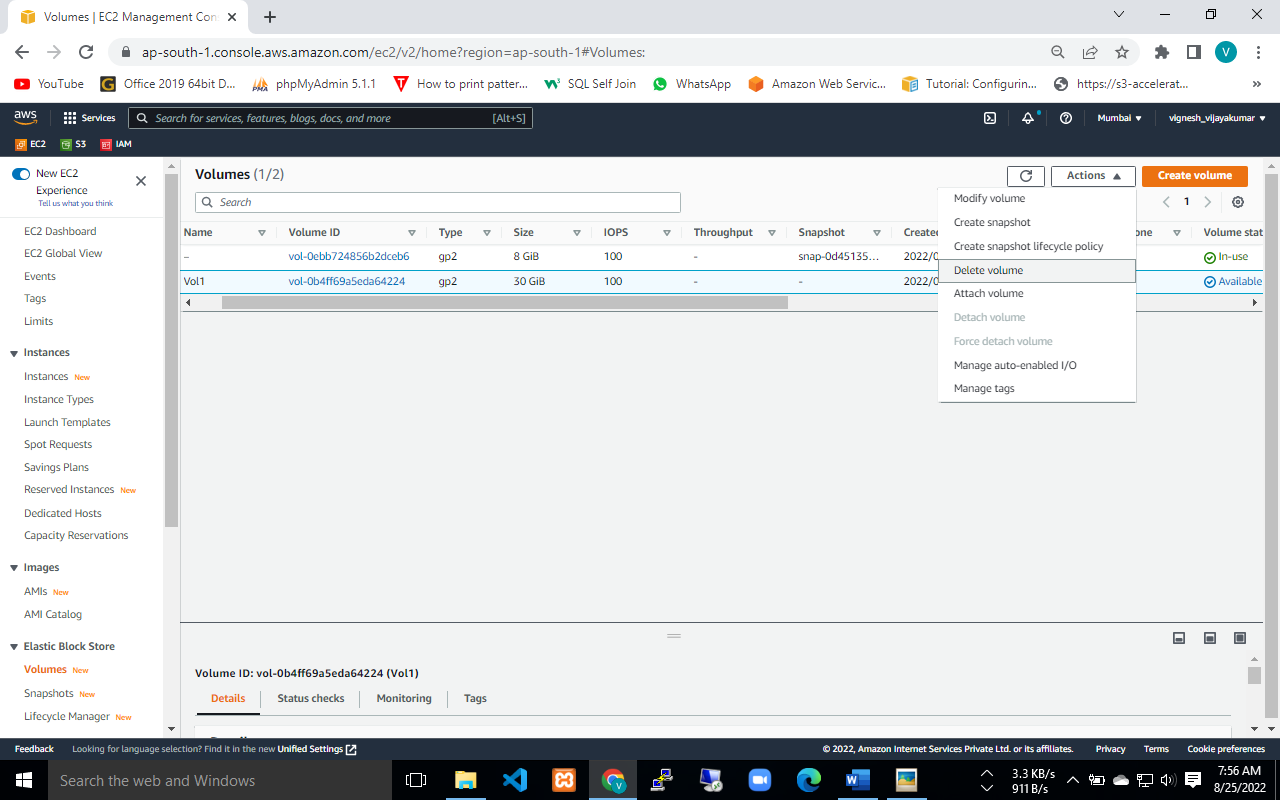 Volumes | EC2 Management Con
ap-south-1.console.aws.amazon.com/ec2/v2/home?region=ap-south-1#Volumes:
V
YouTube
Office 2019 64bit D...
phpMyAdmin 5.1.1
How to print patter...
SQL Self Join
WhatsApp
Amazon Web Servic...
Tutorial: Configurin...
https://s3-accelerat...
»
aws
Services
Search for services, features, blogs, docs, and more
[Alt+S]
Mumbai
vignesh_vijayakumar
EC2
S3
IAM
New EC2
Experience
Tell us what you think
EC2 Dashboard
EC2 Global View
Events
Tags
Limits
Instances
Instances New
Instance Types
Launch Templates
Spot Requests
Savings Plans
Reserved Instances New
Dedicated Hosts
Capacity Reservations
Images
AMIs New
AMI Catalog
Elastic Block Store
Volumes New
Snapshots New
Lifecycle Manager New
Volumes (1/2)
Actions
Create volume
Search
1
Name Volume ID Type Size IOPS Throughput Snapshot Created one Volume stat
– vol-0ebb724856b2dceb6 gp2 8 GiB 100 - snap-0d45135... 2022/0 In-use
Vol1 vol-0b4ff69a5eda64224 gp2 30 GiB 100 - - 2022/0 Available
Modify volume
Create snapshot
Create snapshot lifecycle policy
Delete volume
Attach volume
Detach volume
Force detach volume
Manage auto-enabled I/O
Manage tags
Volume ID: vol-0b4ff69a5eda64224 (Vol1)
Details
Status checks
Monitoring
Tags
Feedback
Looking for language selection? Find it in the new Unified Settings
© 2022, Amazon Internet Services Private Ltd. or its affiliates.
Privacy
Terms
Cookie preferences
Search the web and Windows
3.3 KB/s
911 B/s
7:56 AM
8/25/2022